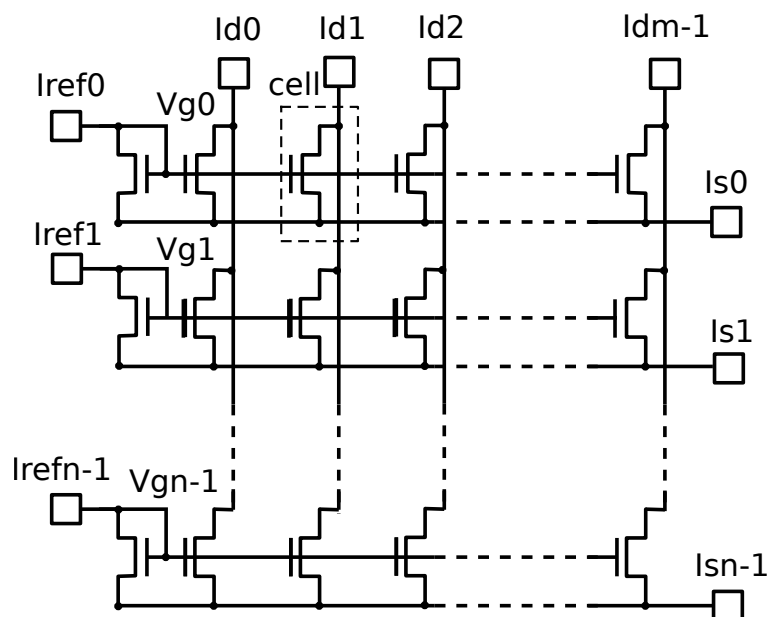 Id0 Id1 Id2 Idm-1
cell
Iref0 Vg0
Is0
Iref1 Vg1
Is1
Irefn-1 Vgn-1
Isn-1